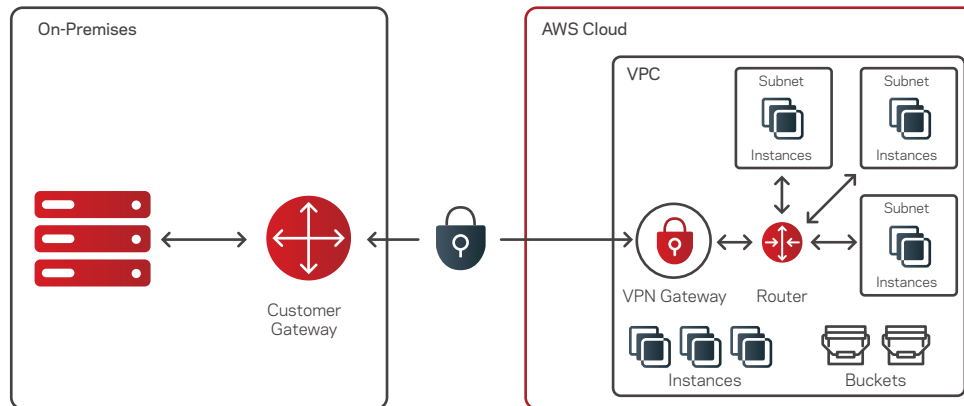 On-Premises
Customer
Gateway
AWS Cloud
VPC
Subnet
Instances
Subnet
Instances
Subnet
Instances
VPN Gateway
Router
Instances
Buckets